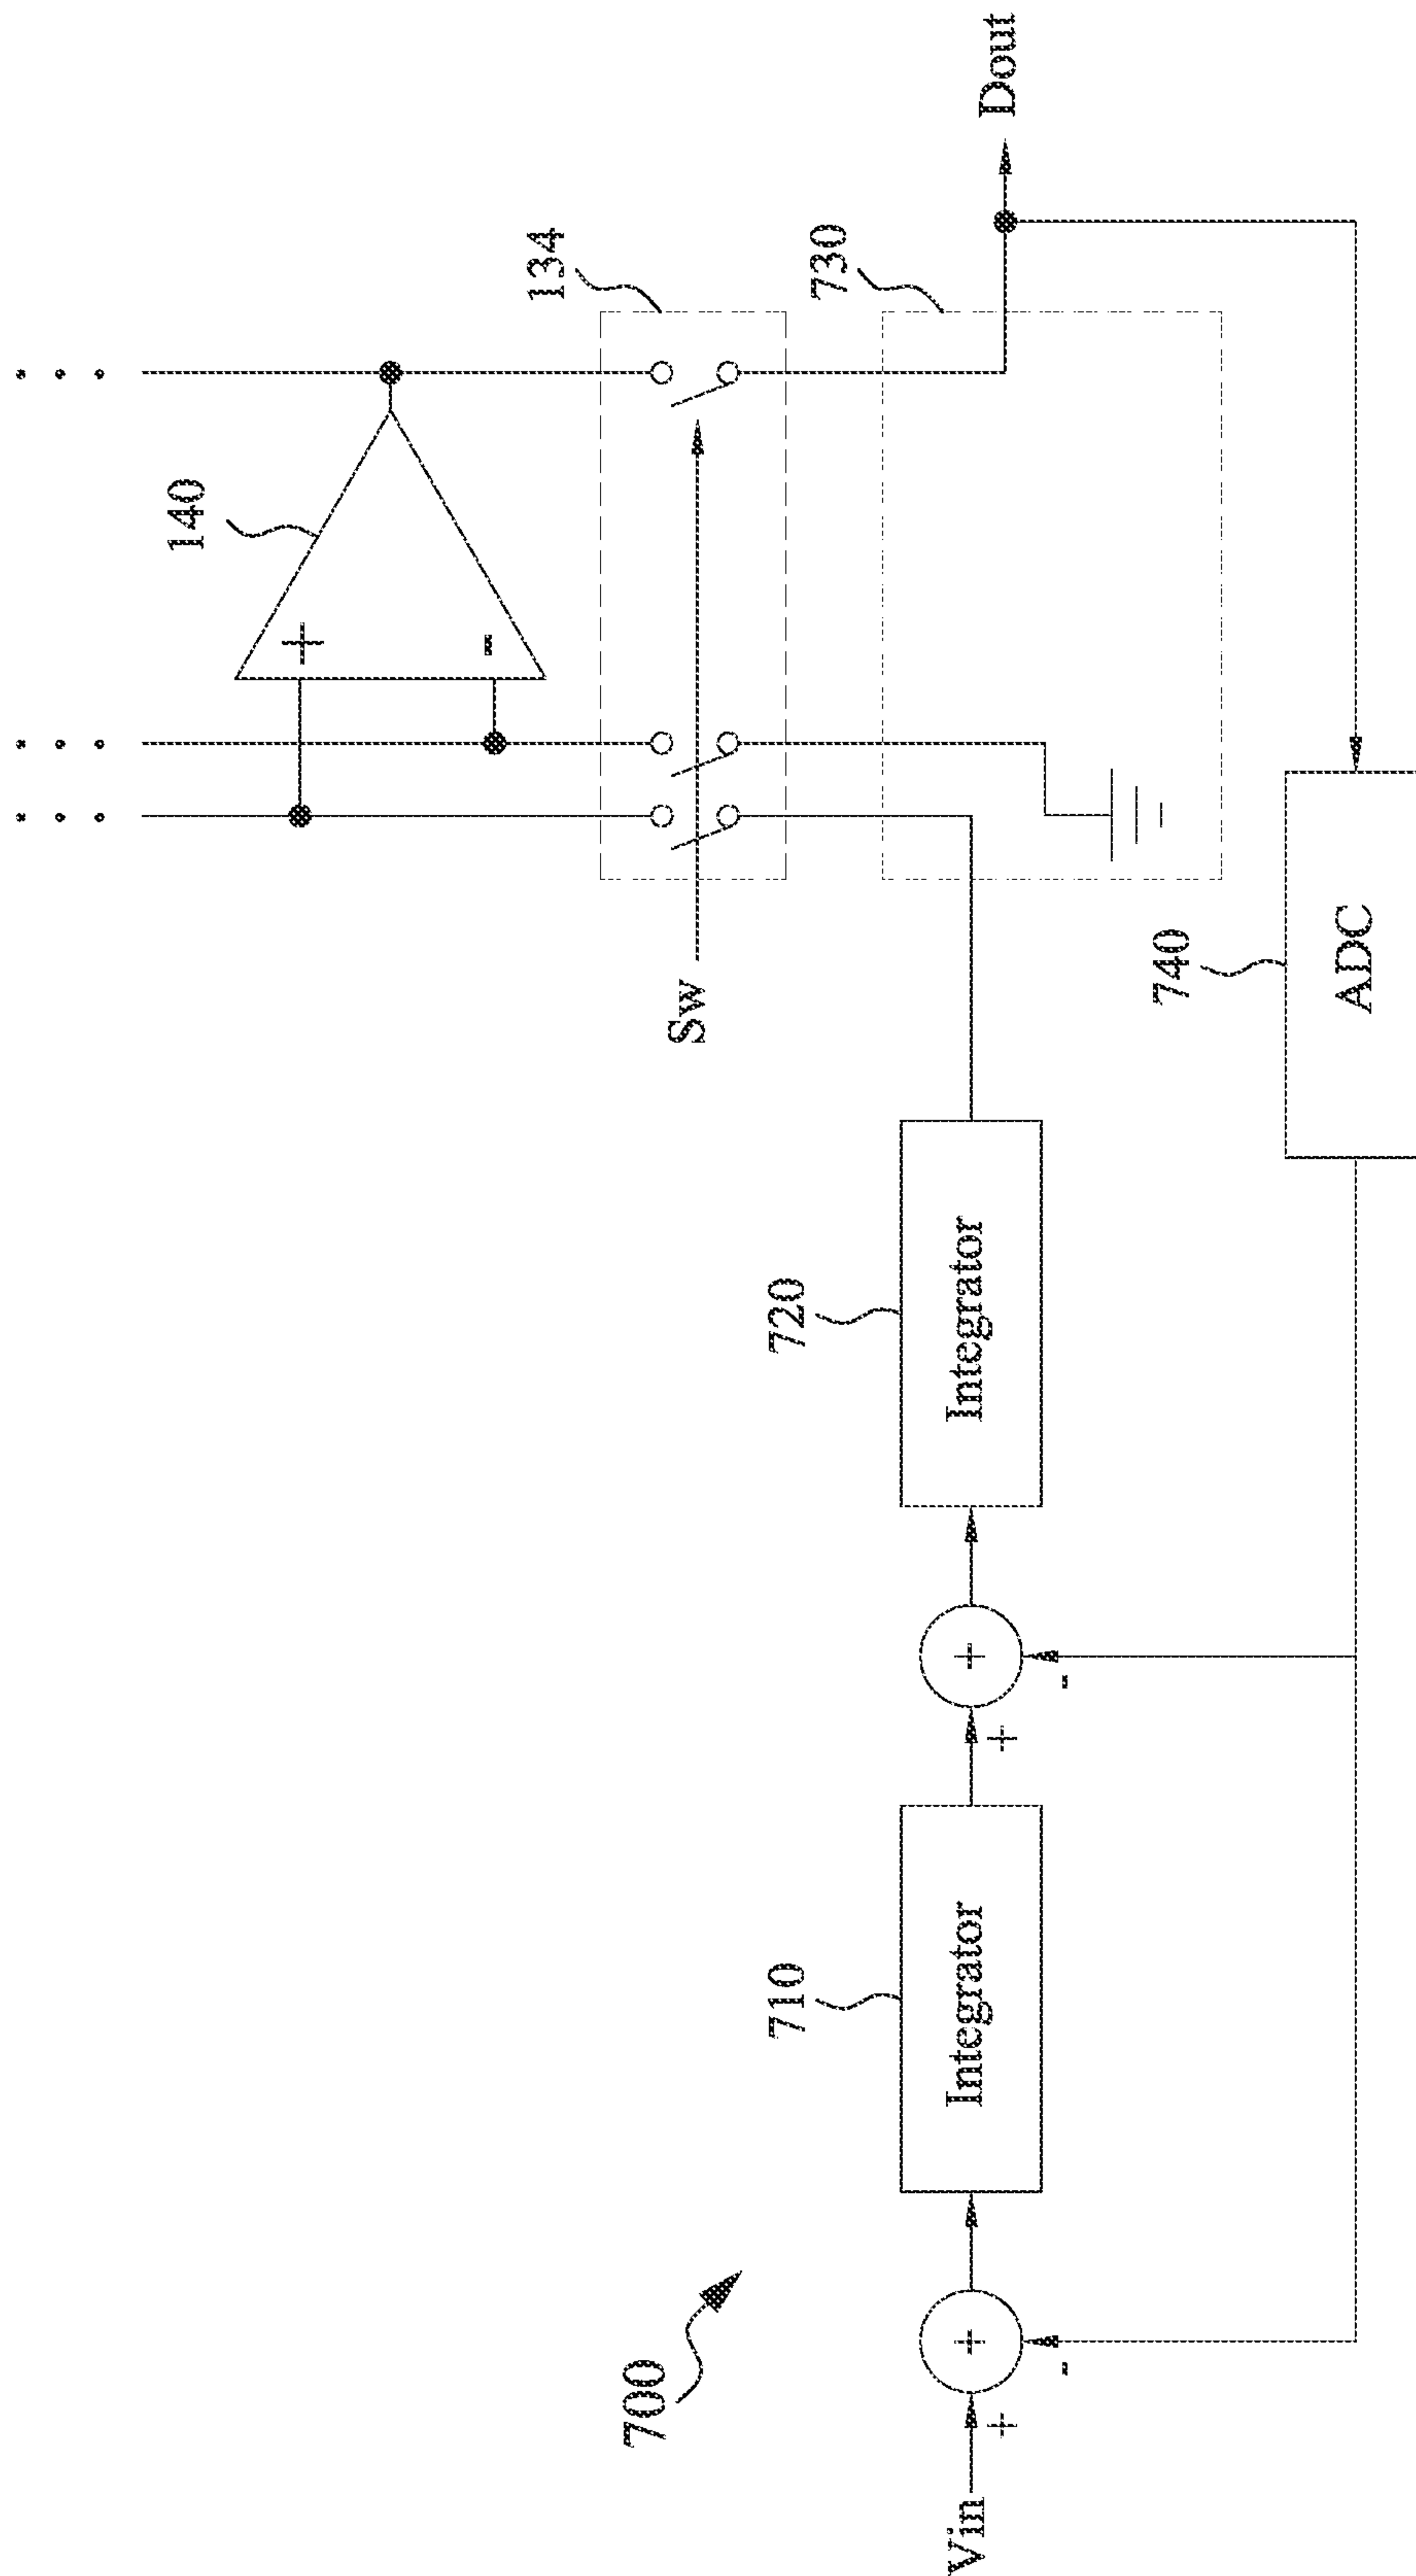 140
+
-
134
Sw
730
Dout
700
710
720
Vin
+
+
-
Integrator
+
+
-
Integrator
740
ADC